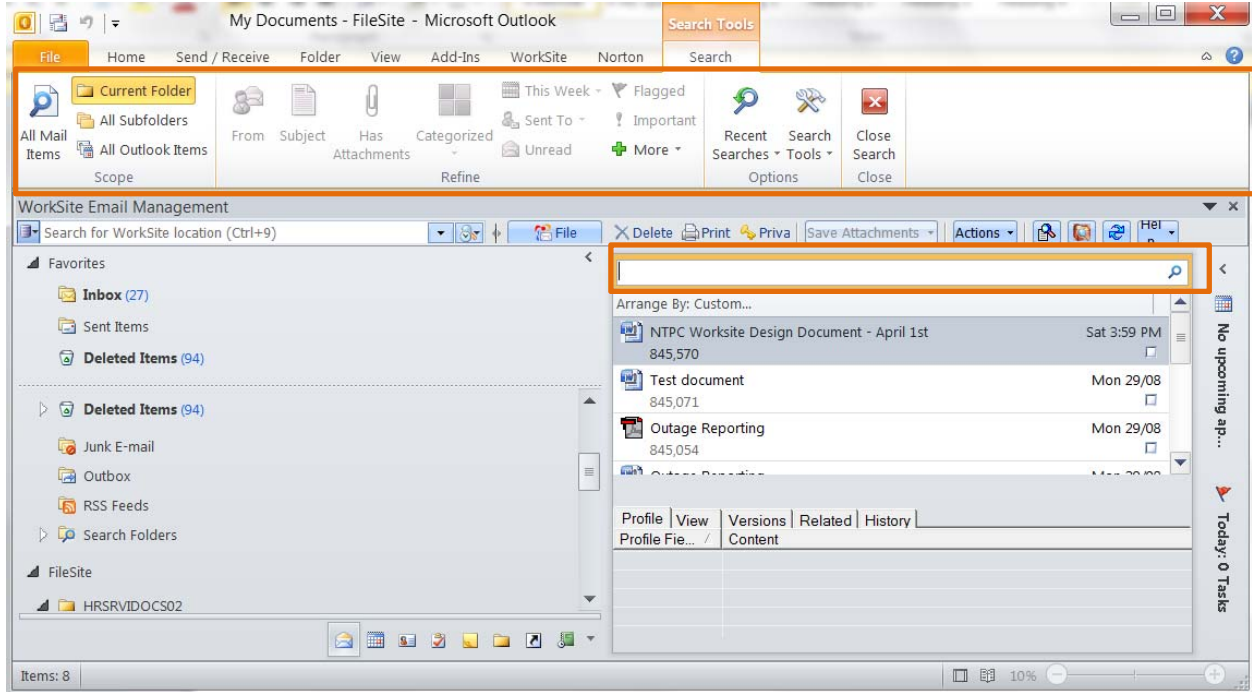 My Documents - FileSite - Microsoft Outlook
Search Tools
File Home Send / Receive Folder View Add-Ins WorkSite Norton Search
All Mail Items
Current Folder
All Subfolders
All Outlook Items
Scope
From
Subject
Has Attachments
Categorized
This Week
Sent To
Unread
Flagged
Important
More
Refine
Recent Searches
Search Tools
Options
Close Search
Close
WorkSite Email Management
Search for WorkSite location (Ctrl+9)
File
Delete Print Priva Save Attachments Actions
Favorites
Inbox (27)
Sent Items
Deleted Items (94)
Deleted Items (94)
Junk E-mail
Outbox
RSS Feeds
Search Folders
FileSite
HRSRVIDOCS02
Arrange By: Custom...
NTPC Worksite Design Document - April 1st Sat 3:59 PM
845,570
Test document Mon 29/08
845,071
Outage Reporting Mon 29/08
845,054
Profile View Versions Related History
Profile Fie... / Content
No upcoming ap...
Today: 0 Tasks
Items: 8
10%